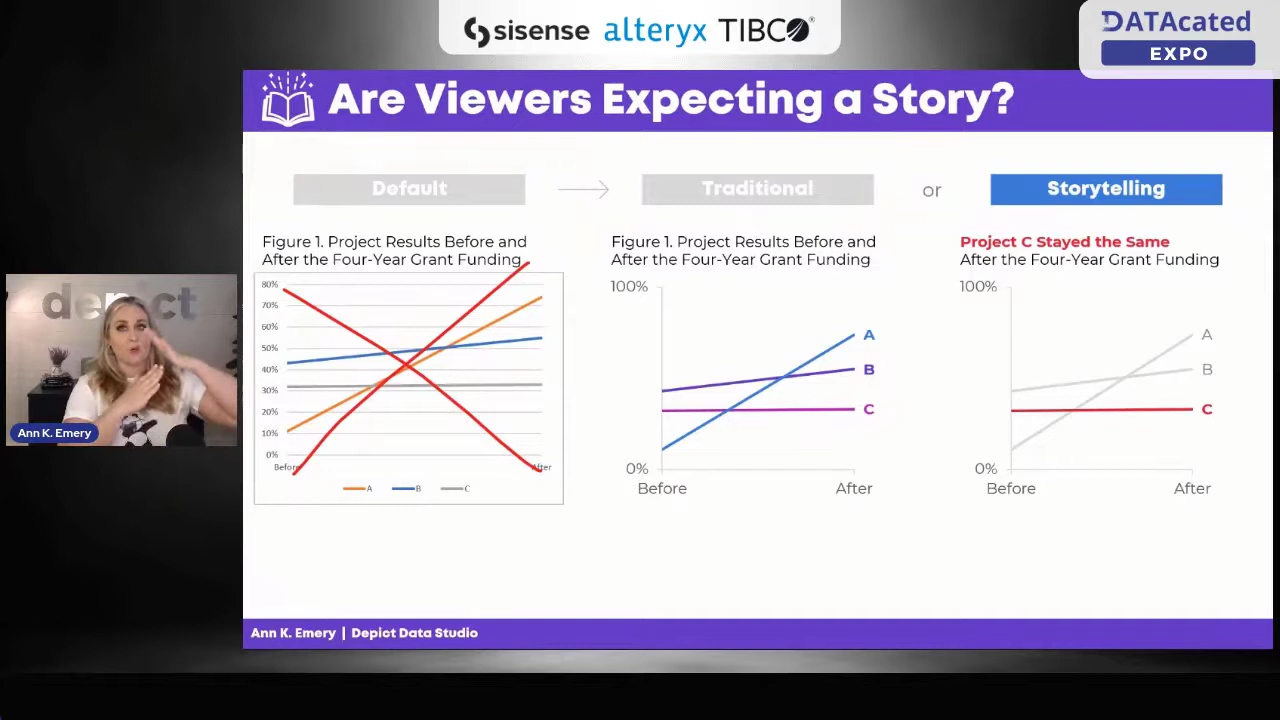 sisense alteryx TIBCO
DATAcated
EXPO
Are Viewers Expecting a Story?
Default
Traditional
or
Storytelling
Figure 1. Project Results Before and
After the Four-Year Grant Funding
80%
70%
60%
50%
40%
30%
20%
10%
0%
Before
After
A
B
C
Figure 1. Project Results Before and
After the Four-Year Grant Funding
100%
A
B
C
0%
Before
After
Project C Stayed the Same
After the Four-Year Grant Funding
100%
A
B
C
0%
Before
After
depict
Ann K. Emery
Ann K. Emery | Depict Data Studio